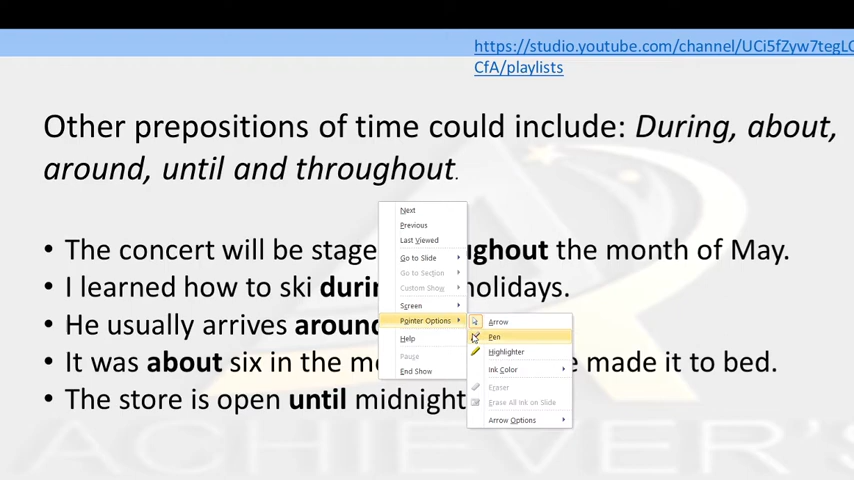 https://studio.youtube.com/channel/UCi5fZyw7tegLC
CfA/playlists
Other prepositions of time could include: During, about,
around, until and throughout.
• The concert will be stage ughout the month of May.
• I learned how to ski duri holidays.
• He usually arrives around
• It was about six in the mo e made it to bed.
• The store is open until midnight
Next
Previous
Last Viewed
Go to Slide
Go to Section
Custom Show
Screen
Pointer Options
Help
Pause
End Show
Arrow
Pen
Highlighter
Ink Color
Eraser
Erase All Ink on Slide
Arrow Options
ACHIEVER'S